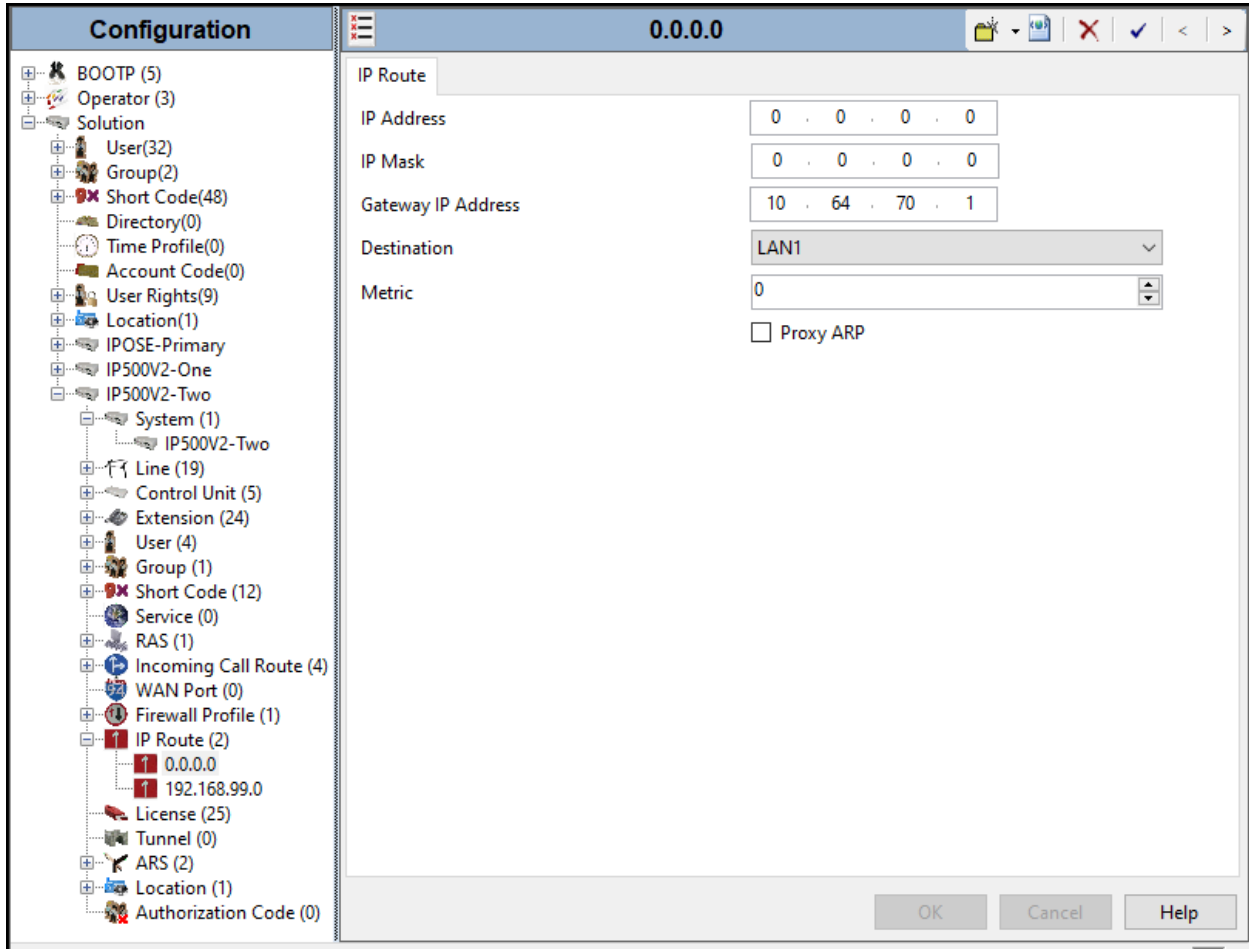 Configuration
BOOTP (5)
Operator (3)
Solution
User(32)
Group(2)
Short Code(48)
Directory(0)
Time Profile(0)
Account Code(0)
User Rights(9)
Location(1)
IPOSE-Primary
IP500V2-One
IP500V2-Two
System (1)
IP500V2-Two
Line (19)
Control Unit (5)
Extension (24)
User (4)
Group (1)
Short Code (12)
Service (0)
RAS (1)
Incoming Call Route (4)
WAN Port (0)
Firewall Profile (1)
IP Route (2)
0.0.0.0
192.168.99.0
License (25)
Tunnel (0)
ARS (2)
Location (1)
Authorization Code (0)
0.0.0.0
IP Route
IP Address 0 . 0 . 0 . 0
IP Mask 0 . 0 . 0 . 0
Gateway IP Address 10 . 64 . 70 . 1
Destination LAN1
Metric 0
Proxy ARP
OK Cancel Help